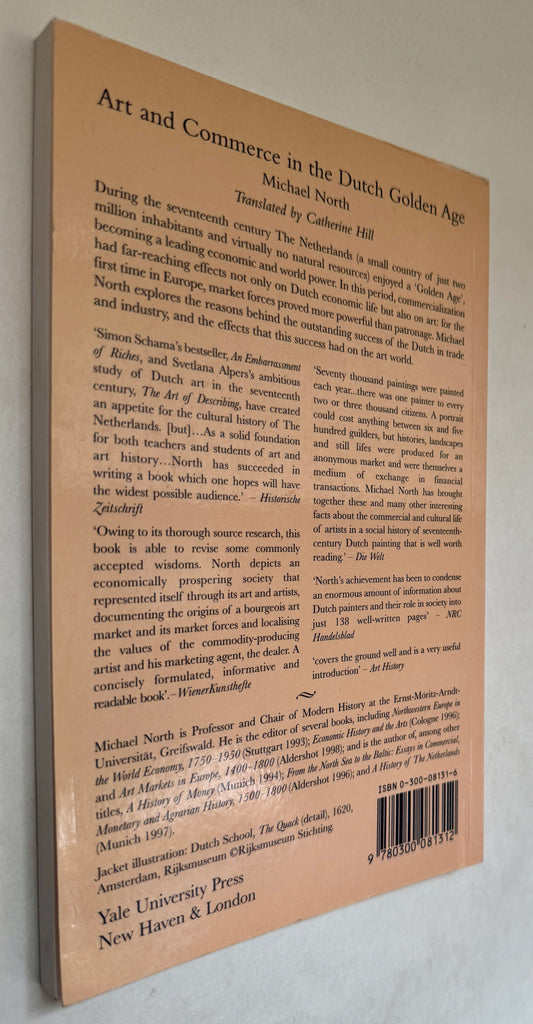 Art and Commerce in the Dutch Golden Age
Michael North
Translated by Catherine Hill
During the seventeenth century The Netherlands (a small country of just two
million inhabitants and virtually no natural resources) enjoyed a 'Golden Age',
becoming a leading economic and world power. In this period, commercialization
had far-reaching effects not only on Dutch economic life but also on art: for the
first time in Europe, market forces proved more powerful than patronage. Michael
North explores the reasons behind the outstanding success of the Dutch in trade
and industry, and the effects that this success had on the art world.
'Simon Schama's bestseller, An Embarrassment
of Riches, and Svetlana Alpers's ambitious
study of Dutch art in the seventeenth
century, The Art of Describing, have created
an appetite for the cultural history of The
Netherlands. [but]…As a solid foundation
for both teachers and students of art and
art history…North has succeeded in
writing a book which one hopes will have
the widest possible audience.' – Historische
Zeitschrift
'Owing to its thorough source research, this
book is able to revise some commonly
accepted wisdoms. North depicts an
economically prospering society that
represented itself through its art and artists,
documenting the origins of a bourgeois art
market and its market forces and localising
the values of the commodity-producing
artist and his marketing agent, the dealer. A
concisely formulated, informative and
readable book'. – WienerKunsthefte
'Seventy thousand paintings were painted
each year...there was one painter to every
two or three thousand citizens. A portrait
could cost anything between six and five
hundred guilders, but histories, landscapes
and still lifes were produced for an
anonymous market and were themselves a
medium of exchange in financial
transactions. Michael North has brought
together these and many other interesting
facts about the commercial and cultural life
of artists in a social history of seventeenth-
century Dutch painting that is well worth
reading.' – Die Welt
'North's achievement has been to condense
an enormous amount of information about
Dutch painters and their role in society into
just 138 well-written pages' – NRC
Handelsblad
'covers the ground well and is a very useful
introduction' – Art History
Michael North is Professor and Chair of Modern History at the Ernst-Moritz-Arndt-
Universität, Greifswald. He is the editor of several books, including Northwestern Europe in
the World Economy, 1750–1950 (Stuttgart 1993); Economic History and the Arts (Cologne 1996);
and Art Markets in Europe, 1400–1800 (Aldershot 1998); and is the author of, among other
titles, A History of Money (Munich 1994); From the North Sea to the Baltic: Essays in Commercial,
Monetary and Agrarian History, 1500–1800 (Aldershot 1996); and A History of The Netherlands
(Munich 1997).
Jacket illustration: Dutch School, The Quack (detail), 1620,
Amsterdam, Rijksmuseum ©Rijksmuseum Stichting.
Yale University Press
New Haven & London
ISBN 0-300-08131-6
9 780300 081312